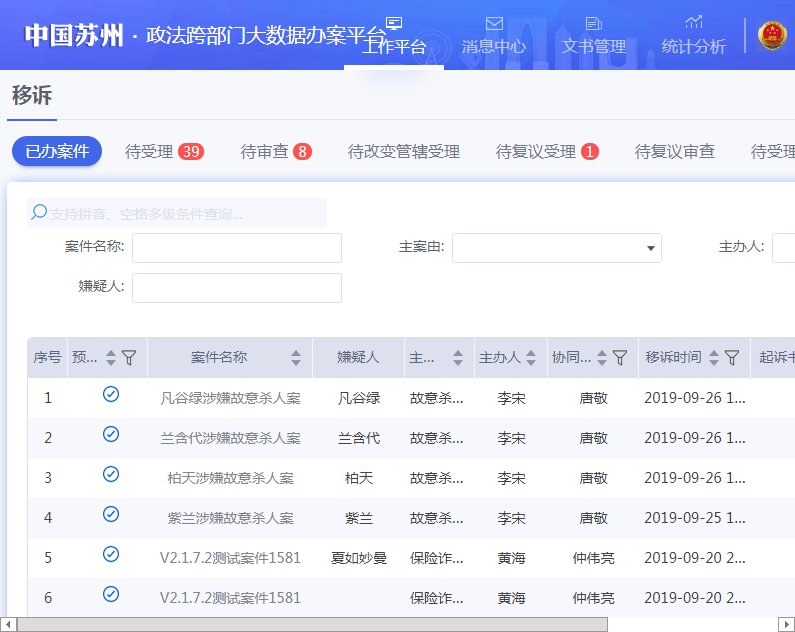 中国苏州 · 政法跨部门大数据办案平台 工作平台 消息中心 文书管理 统计分析
移诉
已办案件 待受理 39 待审查 8 待改变管辖受理 待复议受理 1 待复议审查 待受理
支持拼音、空格多级条件查询...
案件名称: 主案由: 主办人:
嫌疑人:
序号 预... 案件名称 嫌疑人 主... 主办人 协同... 移诉时间 起诉书
1 凡谷绿涉嫌故意杀人案 凡谷绿 故意杀... 李宋 唐敬 2019-09-26 1...
2 兰含代涉嫌故意杀人案 兰含代 故意杀... 李宋 唐敬 2019-09-26 1...
3 柏天涉嫌故意杀人案 柏天 故意杀... 李宋 唐敬 2019-09-26 1...
4 紫兰涉嫌故意杀人案 紫兰 故意杀... 李宋 唐敬 2019-09-25 1...
5 V2.1.7.2测试案件1581 夏如妙曼 保险诈... 黄海 仲伟亮 2019-09-20 2...
6 V2.1.7.2测试案件1581 保险诈... 黄海 仲伟亮 2019-09-20 2...